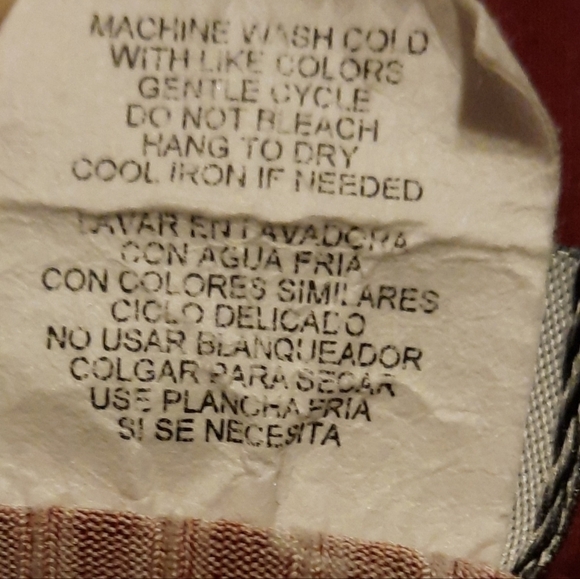 MACHINE WASH COLD
WITH LIKE COLORS
GENTLE CYCLE
DO NOT BLEACH
HANG TO DRY
COOL IRON IF NEEDED
LAVAR EN LAVADORA
CON AGUA FRIA
CON COLORES SIMILARES
CICLO DELICADO
NO USAR BLANQUEADOR
COLGAR PARA SECAR
USE PLANCHA FRIA
SI SE NECESITA